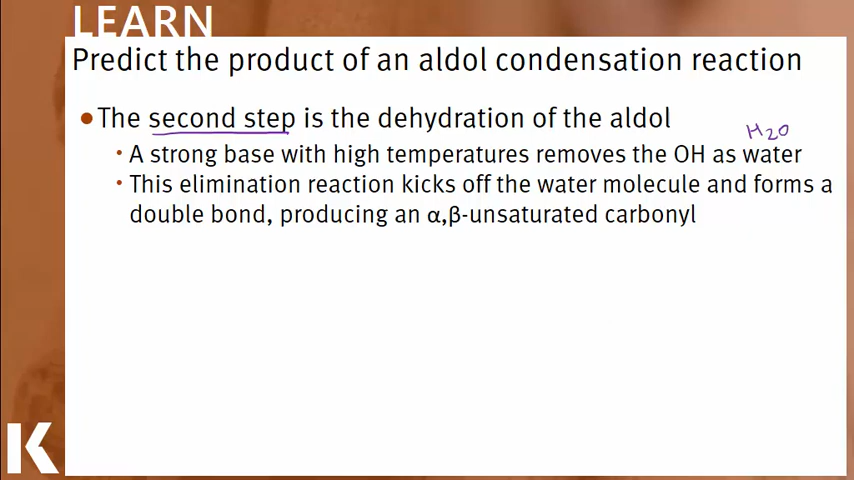 LEARN
Predict the product of an aldol condensation reaction
•The second step is the dehydration of the aldol
H2O
• A strong base with high temperatures removes the OH as water
• This elimination reaction kicks off the water molecule and forms a
double bond, producing an α,β-unsaturated carbonyl
K